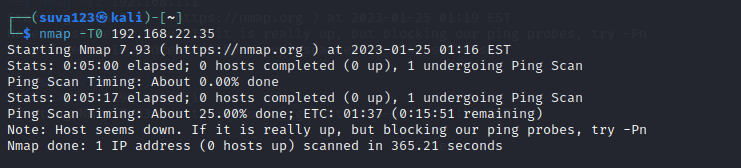 ┌──(suva123㉿kali)-[~]
└─$ nmap -T0 192.168.22.35
Starting Nmap 7.93 ( https://nmap.org ) at 2023-01-25 01:16 EST
Stats: 0:05:00 elapsed; 0 hosts completed (0 up), 1 undergoing Ping Scan
Ping Scan Timing: About 0.00% done
Stats: 0:05:17 elapsed; 0 hosts completed (0 up), 1 undergoing Ping Scan
Ping Scan Timing: About 25.00% done; ETC: 01:37 (0:15:51 remaining)
Note: Host seems down. If it is really up, but blocking our ping probes, try -Pn
Nmap done: 1 IP address (0 hosts up) scanned in 365.21 seconds